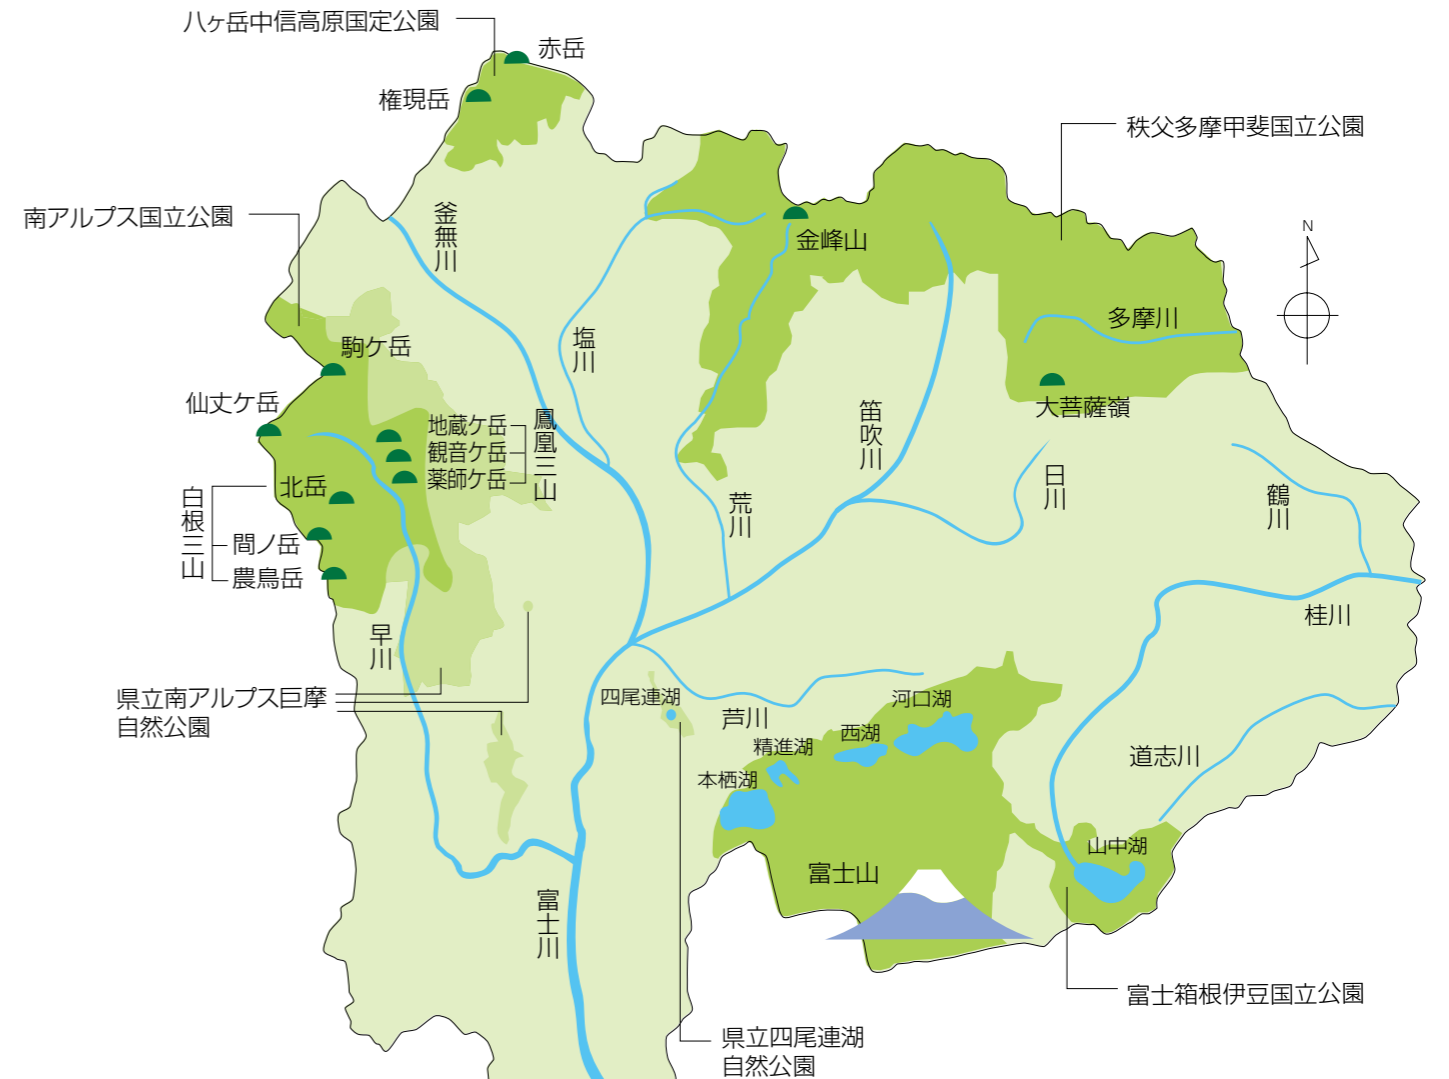 八ヶ岳中信高原国定公園
赤岳
権現岳
秩父多摩甲斐国立公園
南アルプス国立公園
釜無川
金峰山
N
多摩川
塩川
駒ケ岳
仙丈ケ岳
大菩薩嶺
地蔵ケ岳
観音ケ岳
薬師ケ岳
鳳凰三山
笛吹川
日川
鶴川
荒川
北岳
間ノ岳
農鳥岳
白根三山
桂川
早川
県立南アルプス巨摩
自然公園
四尾連湖
芦川
河口湖
西湖
精進湖
本栖湖
道志川
山中湖
富士山
富士川
富士箱根伊豆国立公園
県立四尾連湖
自然公園